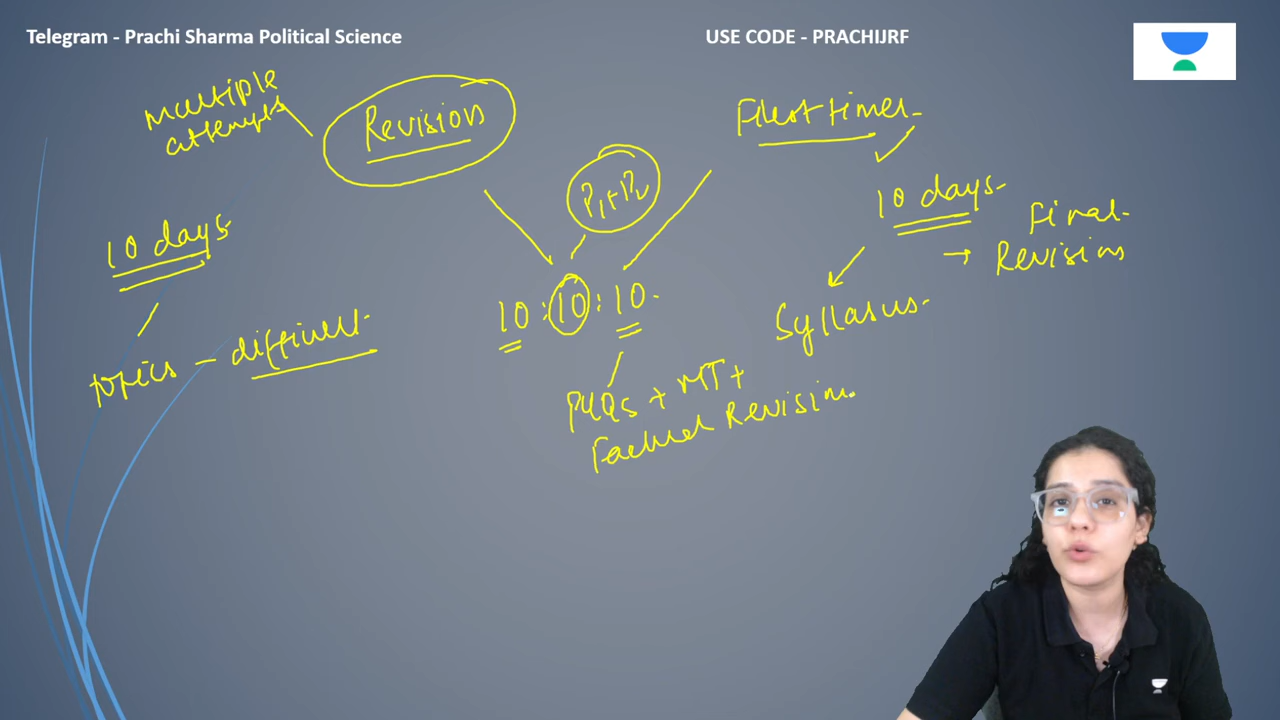 Telegram - Prachi Sharma Political Science
USE CODE - PRACHIJRF
multiple
attempts
Revision
First timer
P1+P2
10 days
10 days
Final
→ Revision
10 : 10 : 10
Syllabus
topics - difficult
PYQs + MT +
Factual Revision